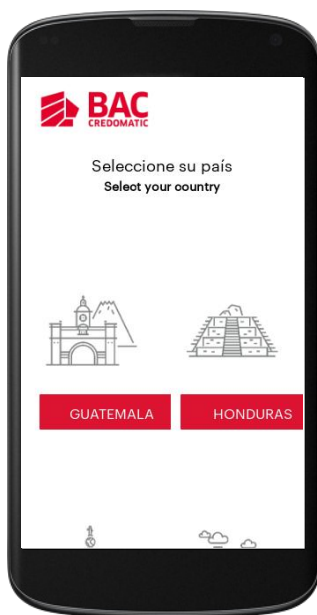 BAC
CREDOMATIC
Seleccione su país
Select your country
GUATEMALA
HONDURAS